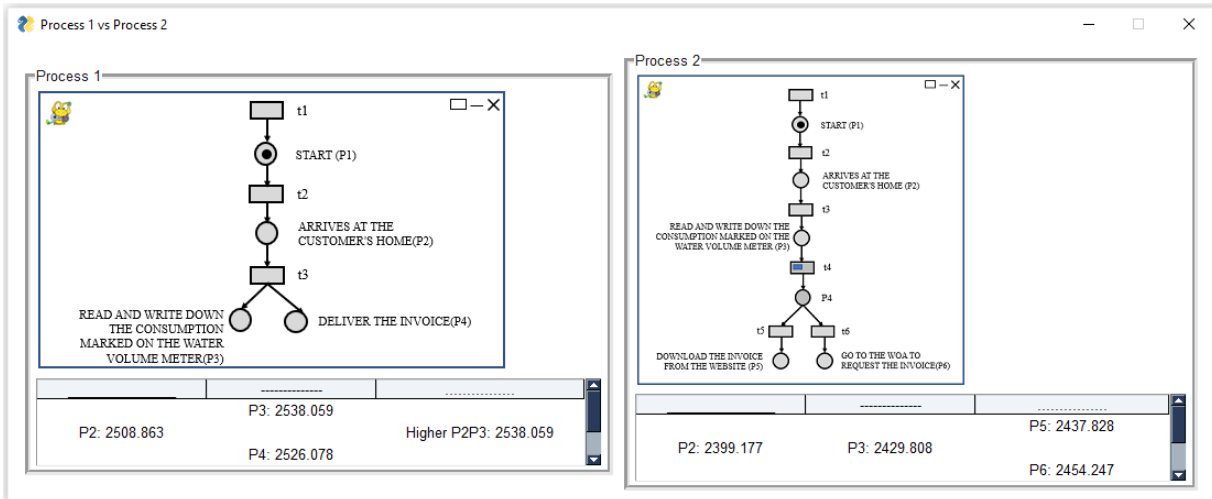 Process 1 vs Process 2
Process 1
t1
START (P1)
t2
ARRIVES AT THE
CUSTOMER'S HOME(P2)
t3
READ AND WRITE DOWN
THE CONSUMPTION
MARKED ON THE WATER
VOLUME METER(P3)
DELIVER THE INVOICE(P4)
____________ -------------- ................
P3: 2538.059
P2: 2508.863 Higher P2P3: 2538.059
P4: 2526.078
Process 2
t1
START (P1)
t2
ARRIVES AT THE
CUSTOMER'S HOME (P2)
t3
READ AND WRITE DOWN THE
CONSUMPTION MARKED ON THE
WATER VOLUME METER (P3)
t4
P4
t5 t6
DOWNLOAD THE INVOICE
FROM THE WEBSITE (P5)
GO TO THE WOA TO
REQUEST THE INVOICE(P6)
____________ -------------- ................
P5: 2437.828
P2: 2399.177 P3: 2429.808
P6: 2454.247